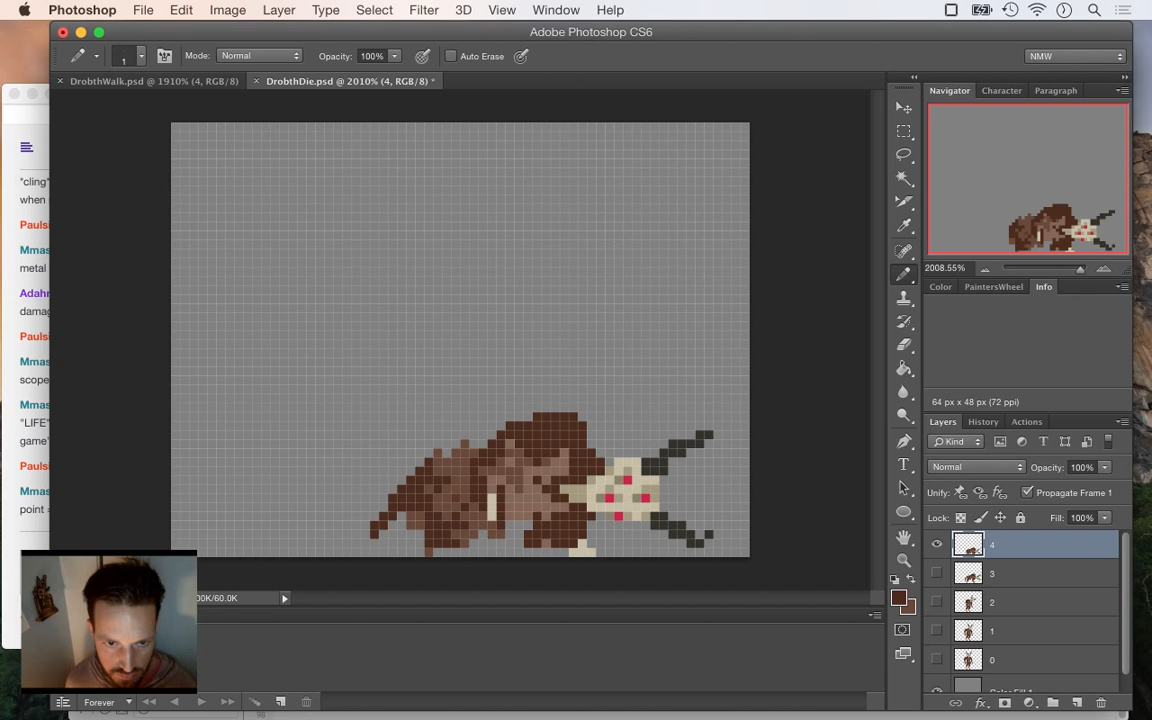 Photoshop File Edit Image Layer Type Select Filter 3D View Window Help
Adobe Photoshop CS6
1 Mode: Normal Opacity: 100% Auto Erase NMW
DrobthWalk.psd @ 1910% (4, RGB/8) DrobthDie.psd @ 2010% (4, RGB/8) *
Navigator Character Paragraph
"cling"
when
Pauls
Mmas
metal
Adahr
damag
Pauls
Mmas
scope
Mmas
"LIFE"
game"
Pauls
Mmas
point =
2008.55%
Color PaintersWheel Info
64 px x 48 px (72 ppi)
Layers History Actions
Kind
Normal Opacity: 100%
Unify: Propagate Frame 1
Lock: Fill: 100%
4
3
2
1
0
00K/60.0K
Forever
98